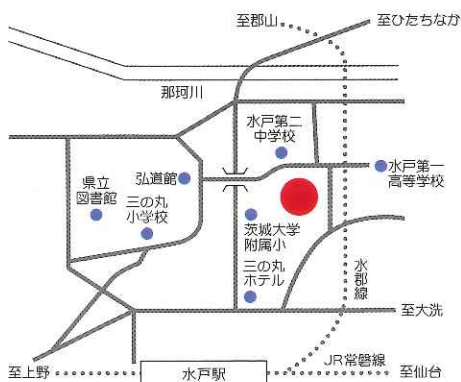 至郡山
至ひたちなか
那珂川
水戸第二
中学校
弘道館
水戸第一
高等学校
県立
図書館
三の丸
小学校
茨城大学
附属小
三の丸
ホテル
水郡線
至大洗
JR常磐線
至上野
水戸駅
至仙台